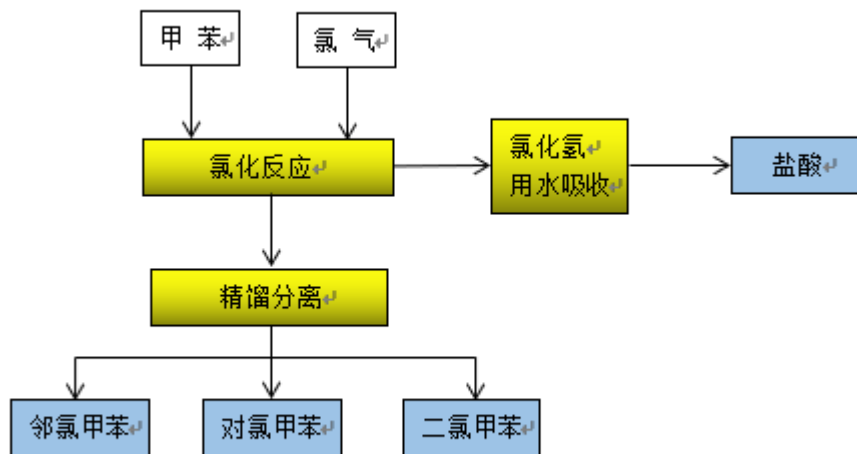 甲 苯↵
氯 气↵
氯化反应↵
氯化氢↵
用水吸收↵
盐酸↵
精馏分离↵
邻氯甲苯↵
对氯甲苯↵
二氯甲苯↵